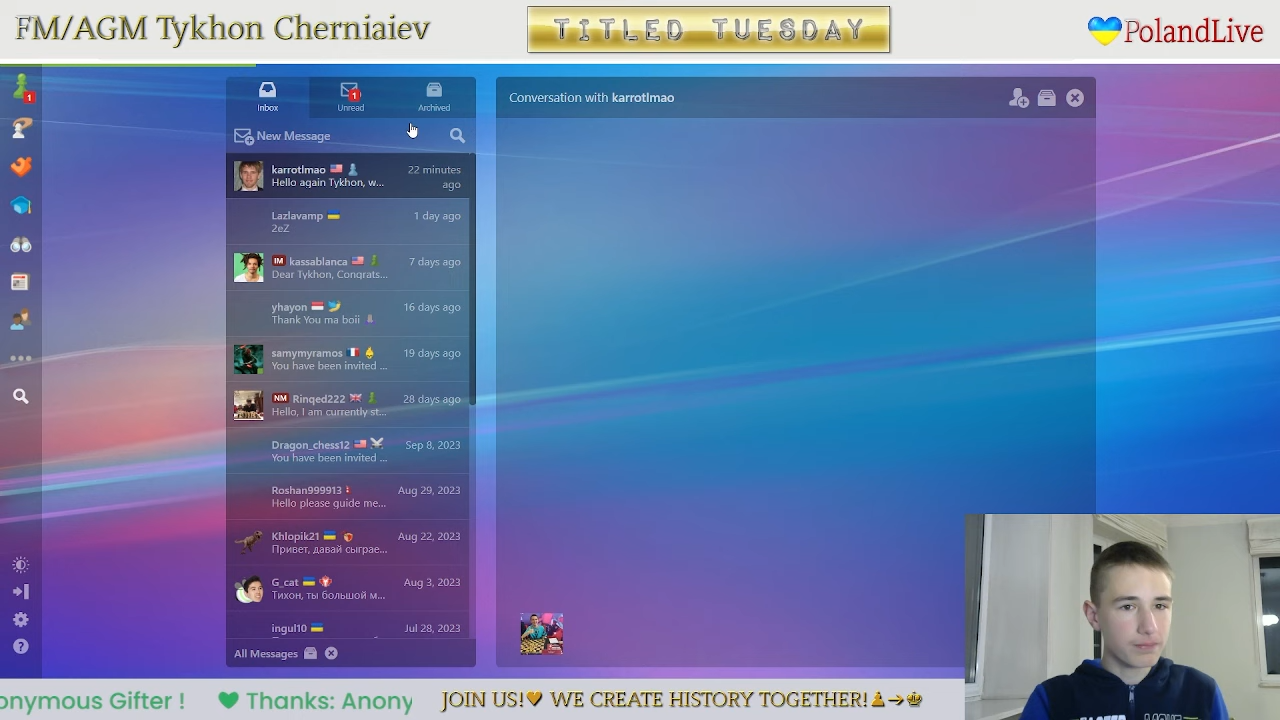 FM/AGM Tykhon Cherniaiev
TITLED TUESDAY
PolandLive
1
Inbox
1
Unread
Archived
New Message
karrotlmao
22 minutes ago
Hello again Tykhon, w...
Lazlavamp
1 day ago
2eZ
IM kassablanca
7 days ago
Dear Tykhon, Congrats...
yhayon
16 days ago
Thank You ma boii
samymyramos
19 days ago
You have been invited ...
NM Rinqed222
28 days ago
Hello, I am currently st...
Dragon_chess12
Sep 8, 2023
You have been invited ...
Roshan999913
Aug 29, 2023
Hello please guide me...
Khlopik21
Aug 22, 2023
Привет, давай сыграе...
G_cat
Aug 3, 2023
Тихон, ты большой м...
ingul10
Jul 28, 2023
All Messages
Conversation with karrotlmao
onymous Gifter !
Thanks: Anony
JOIN US! WE CREATE HISTORY TOGETHER!